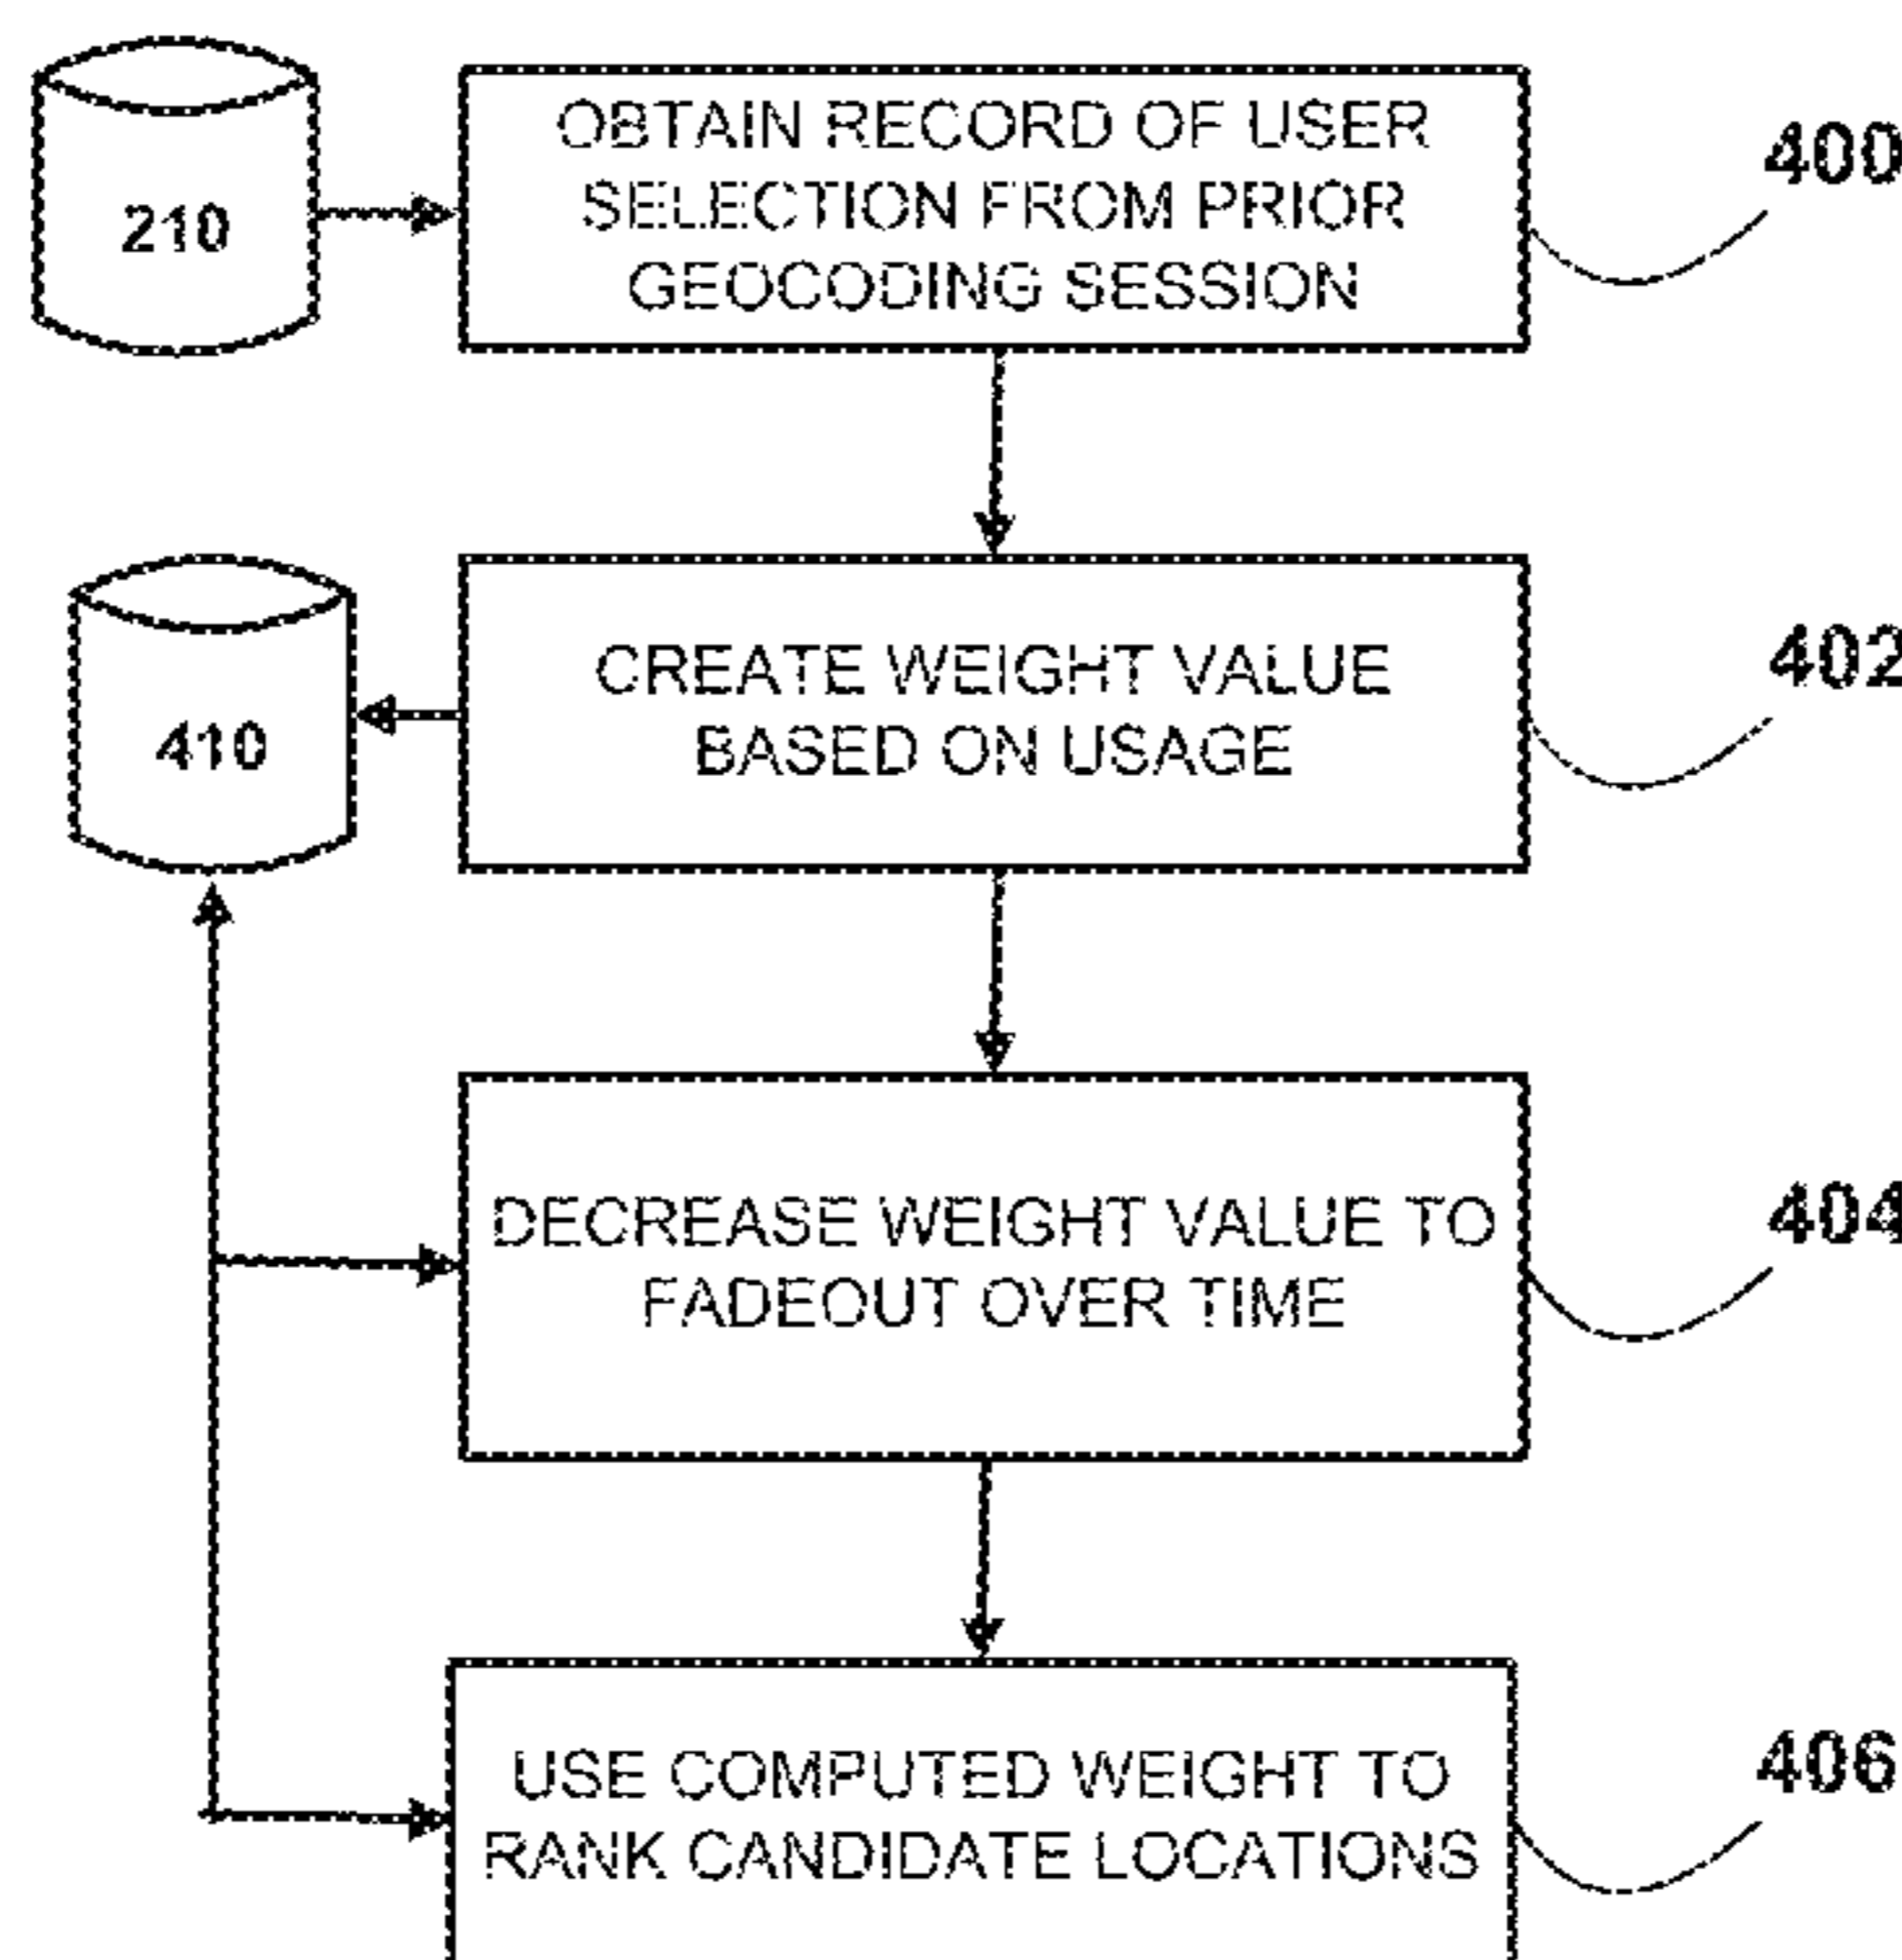 210
OBTAIN RECORD OF USER
SELECTION FROM PRIOR
GEOCODING SESSION
400
410
CREATE WEIGHT VALUE
BASED ON USAGE
402
DECREASE WEIGHT VALUE TO
FADEOUT OVER TIME
404
USE COMPUTED WEIGHT TO
RANK CANDIDATE LOCATIONS
406